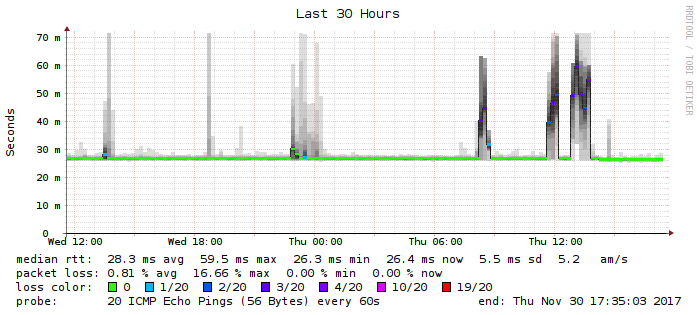 Last 30 Hours
RRDTOOL / TOBI OETIKER
Seconds
70 m
60 m
50 m
40 m
30 m
20 m
10 m
0
Wed 12:00 Wed 18:00 Thu 00:00 Thu 06:00 Thu 12:00
median rtt: 28.3 ms avg 59.5 ms max 26.3 ms min 26.4 ms now 5.5 ms sd 5.2 am/s
packet loss: 0.81 % avg 16.66 % max 0.00 % min 0.00 % now
loss color: 0 1/20 2/20 3/20 4/20 10/20 19/20
probe: 20 ICMP Echo Pings (56 Bytes) every 60s end: Thu Nov 30 17:35:03 2017